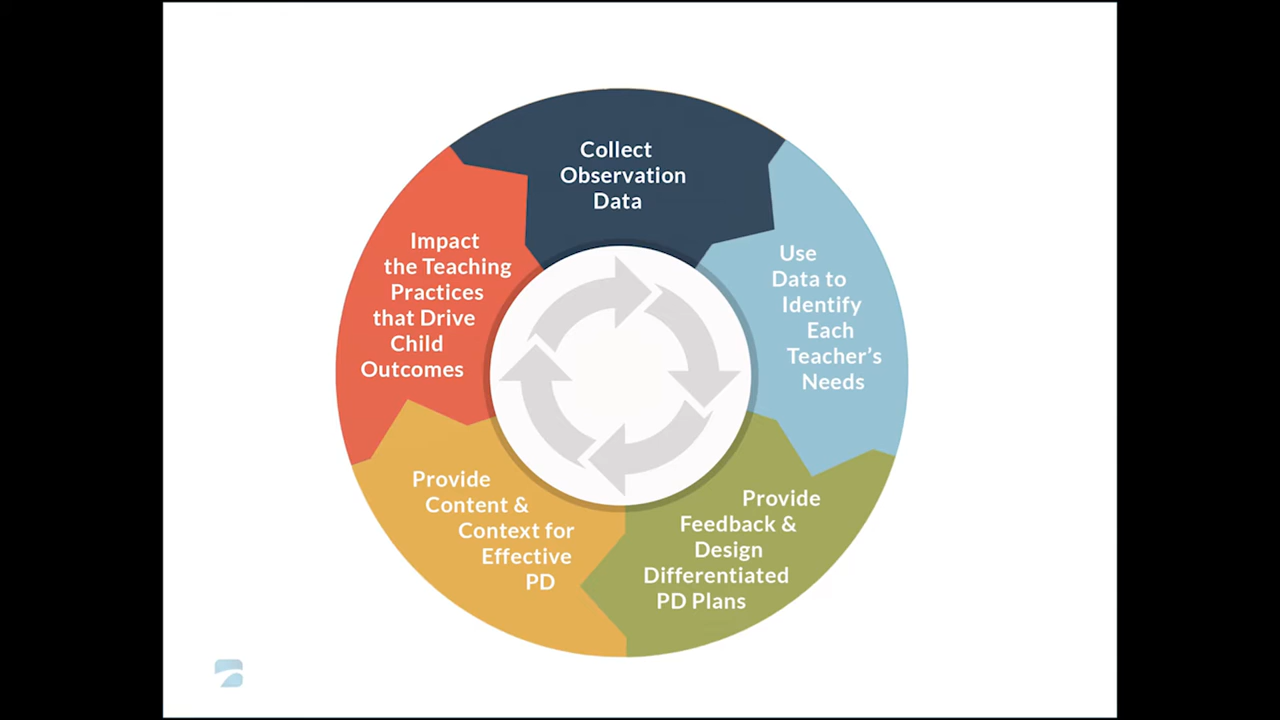 Collect
Observation
Data
Use
Data to
Identify
Each
Teacher's
Needs
Provide
Feedback &
Design
Differentiated
PD Plans
Provide
Content &
Context for
Effective
PD
Impact
the Teaching
Practices
that Drive
Child
Outcomes